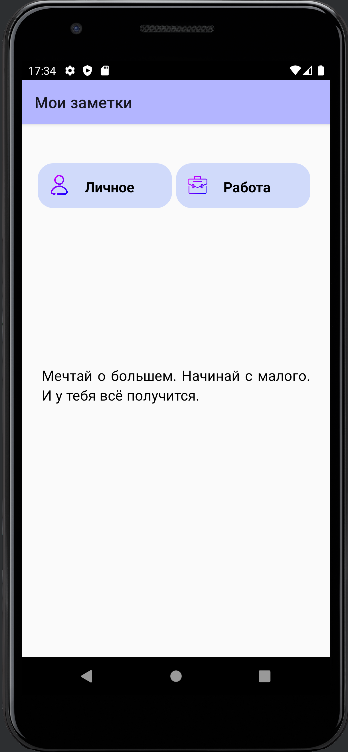 17:34
Мои заметки
Личное
Работа
Мечтай о большем. Начинай с малого.
И у тебя всё получится.